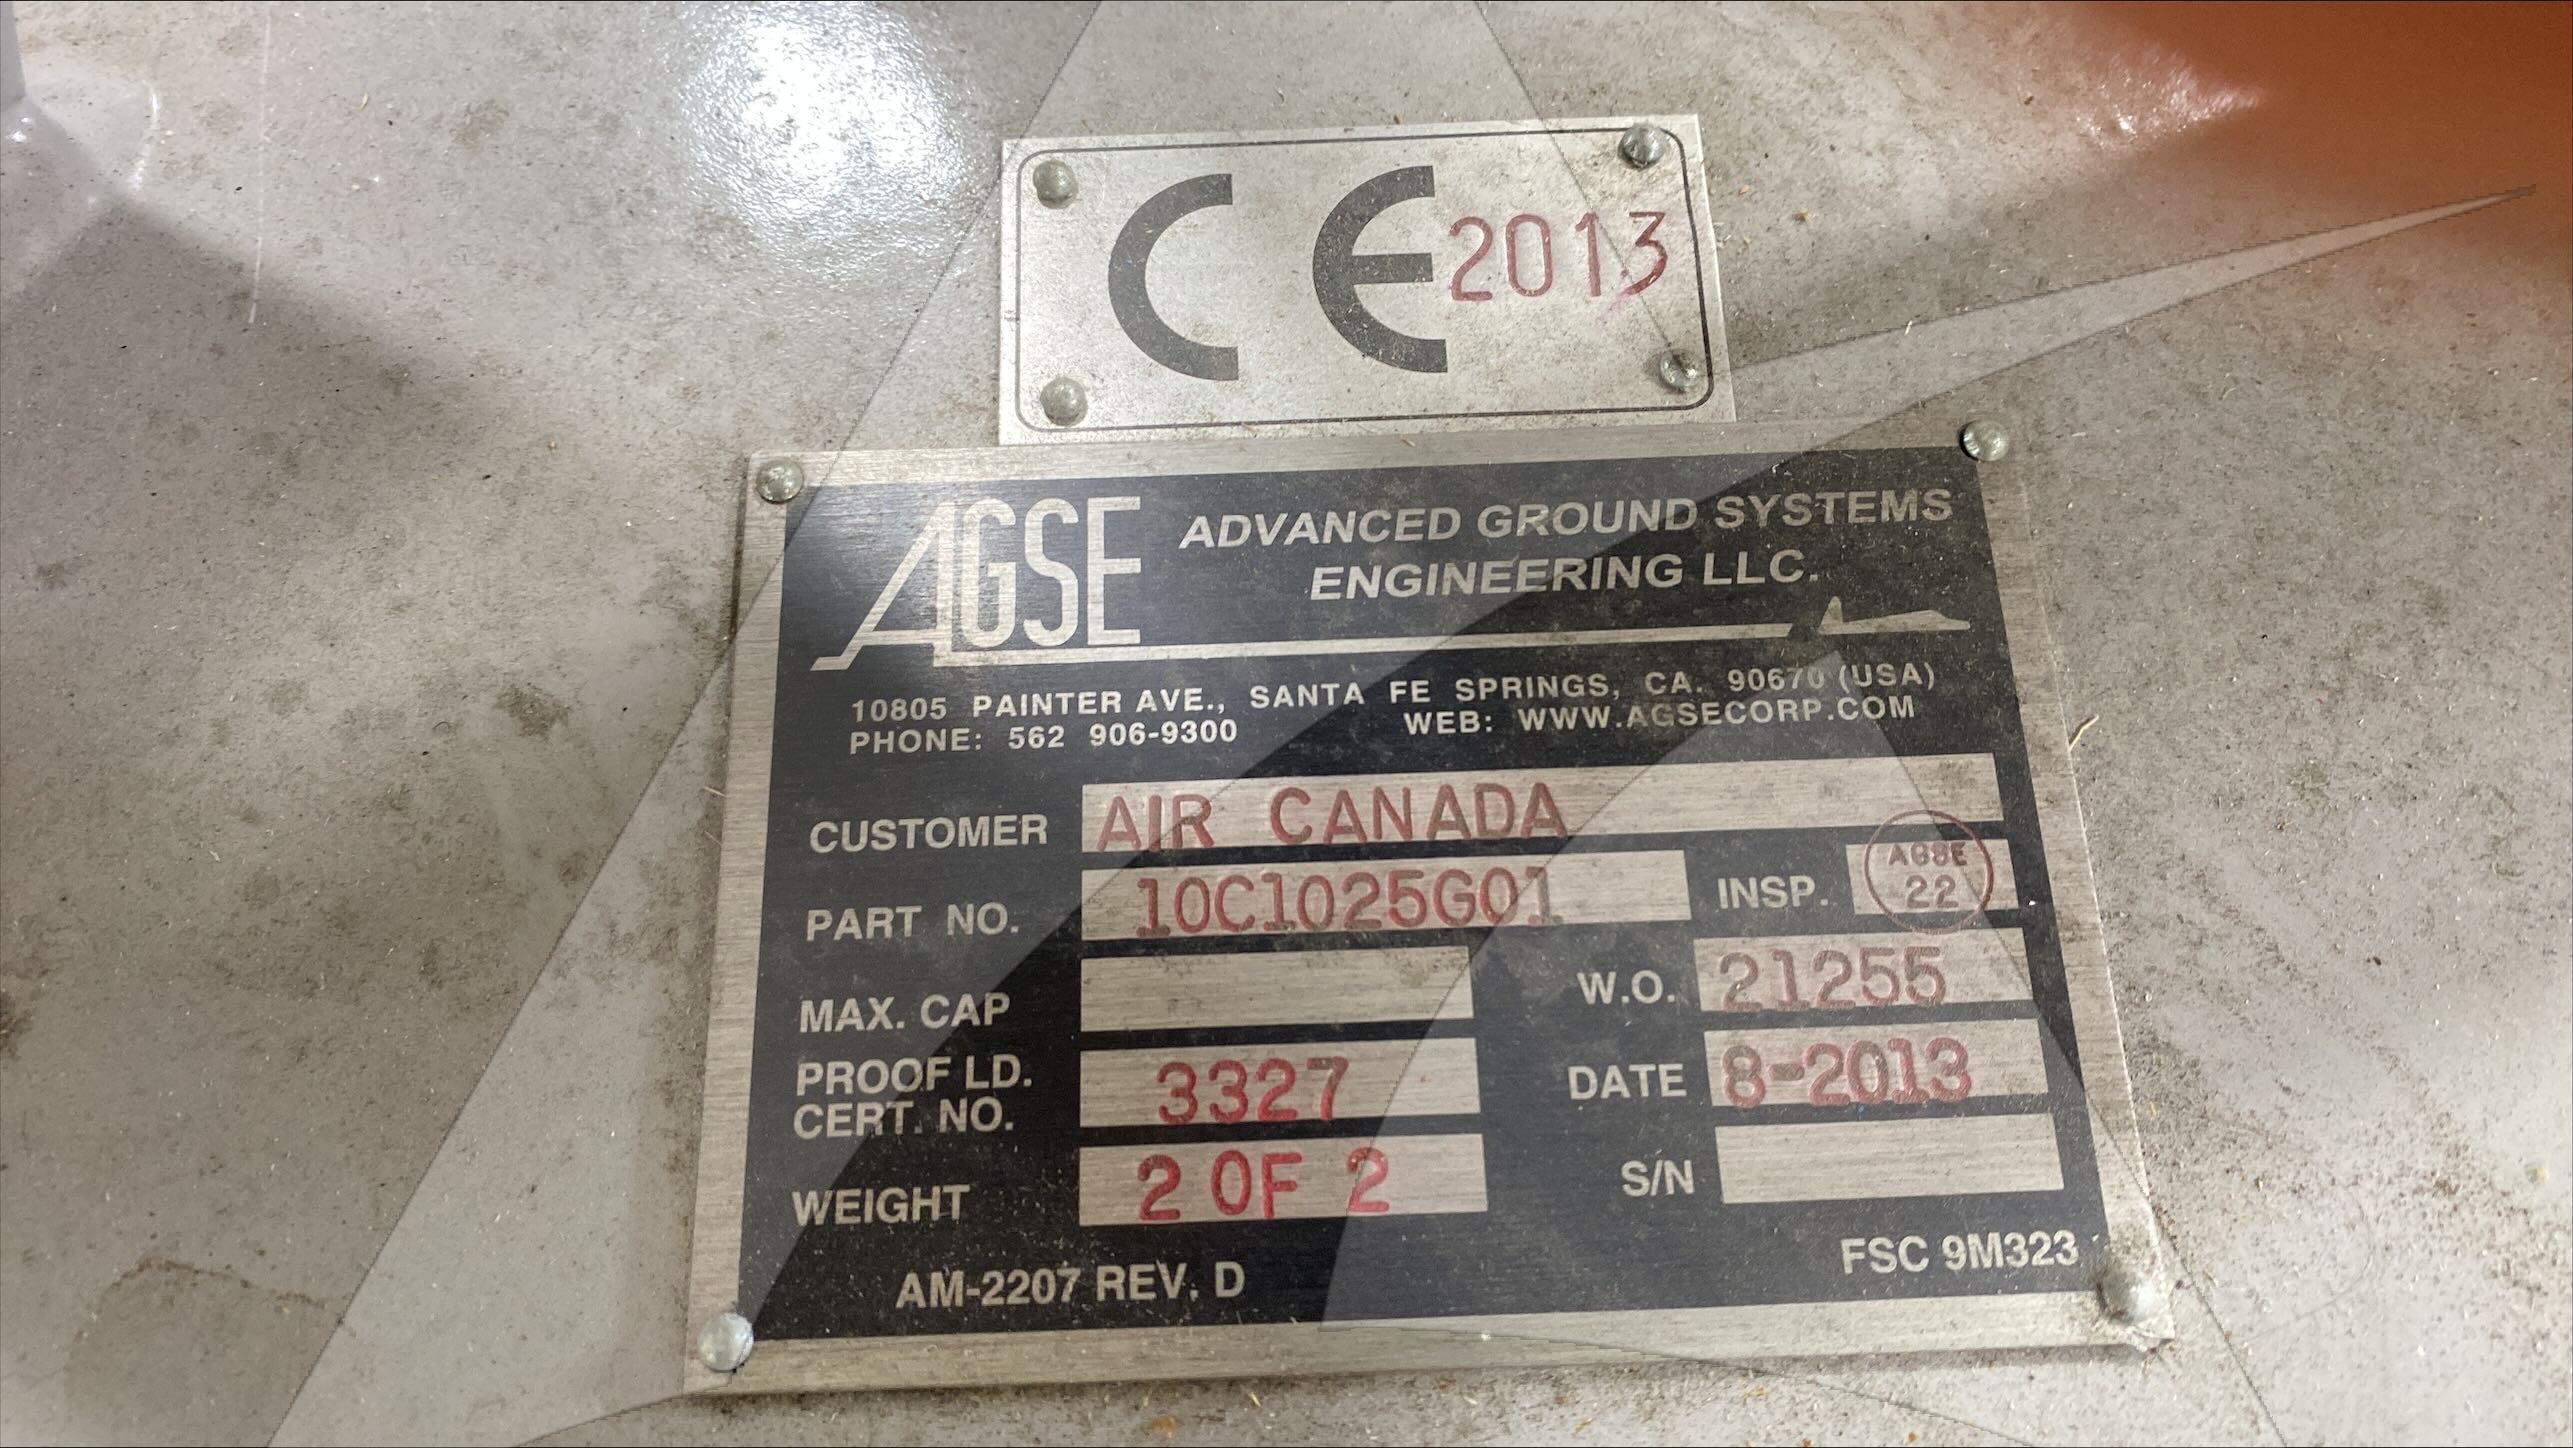 CE 2013
AGSE ADVANCED GROUND SYSTEMS
ENGINEERING LLC.
10805 PAINTER AVE., SANTA FE SPRINGS, CA. 90670 (USA)
PHONE: 562 906-9300 WEB: WWW.AGSECORP.COM
CUSTOMER AIR CANADA
PART NO. 10C1025G01 INSP. AGSE 22
MAX. CAP W.O. 21255
PROOF LD. CERT. NO. 3327 DATE 8-2013
WEIGHT 2 OF 2 S/N
AM-2207 REV. D FSC 9M323